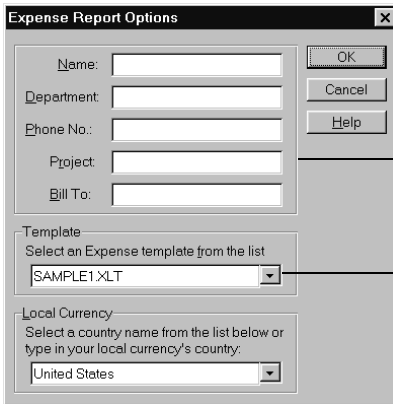 Expense Report Options
Name:
OK
Department:
Cancel
Phone No.:
Help
Project:
Bill To:
Template
Select an Expense template from the list
SAMPLE1.XLT
Local Currency
Select a country name from the list below or
type in your local currency's country:
United States